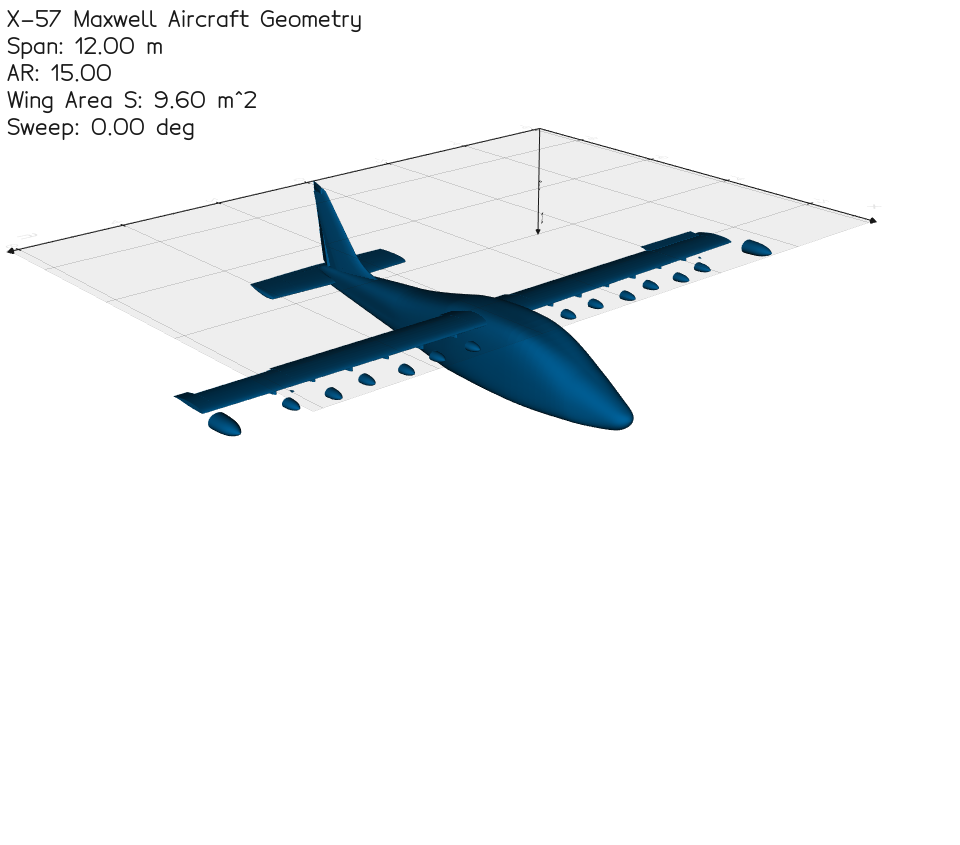 X-57 Maxwell Aircraft Geometry
Span: 12.00 m
AR: 15.00
Wing Area S: 9.60 m^2
Sweep: 0.00 deg